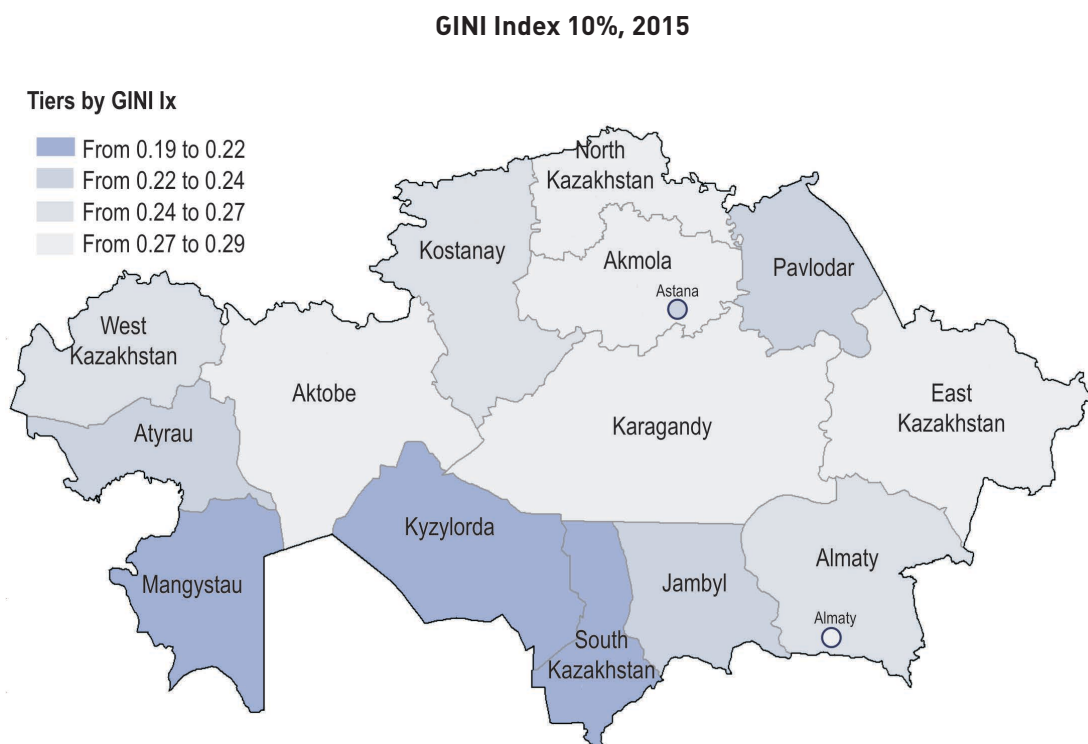 GINI Index 10%, 2015
Tiers by GINI Ix
From 0.19 to 0.22
From 0.22 to 0.24
From 0.24 to 0.27
From 0.27 to 0.29
North
Kazakhstan
Kostanay
Akmola
Pavlodar
Astana
West
Kazakhstan
Aktobe
East
Kazakhstan
Karagandy
Atyrau
Kyzylorda
Almaty
Mangystau
Jambyl
Almaty
South
Kazakhstan